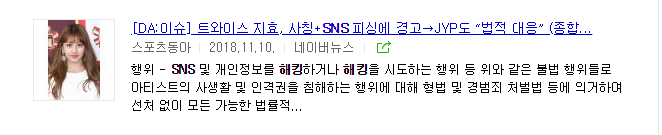 [DA:이슈] 트와이스 지효, 사칭+SNS 피싱에 경고→JYP도 “법적 대응” (종합...
스포츠동아 | 2018.11.10. | 네이버뉴스 |
행위 - SNS 및 개인정보를 해킹하거나 해킹을 시도하는 행위 등 위와 같은 불법 행위들로
아티스트의 사생활 및 인격권을 침해하는 행위에 대해 형법 및 경범죄 처벌법 등에 의거하여
선처 없이 모든 가능한 법률적...